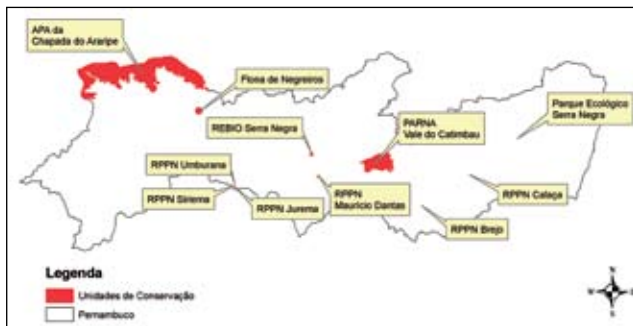 APA da
Chapada do Araripe
Flona de Negreiros
Parque Ecológico
Serra Negra
REBIO Serra Negra
PARNA
Vale do Catimbau
RPPN Umburana
RPPN Siriema
RPPN Jurema
RPPN
Maurício Dantas
RPPN Calaça
RPPN Brejo
Legenda
Unidades de Conservação
Pernambuco
N
W
E
S